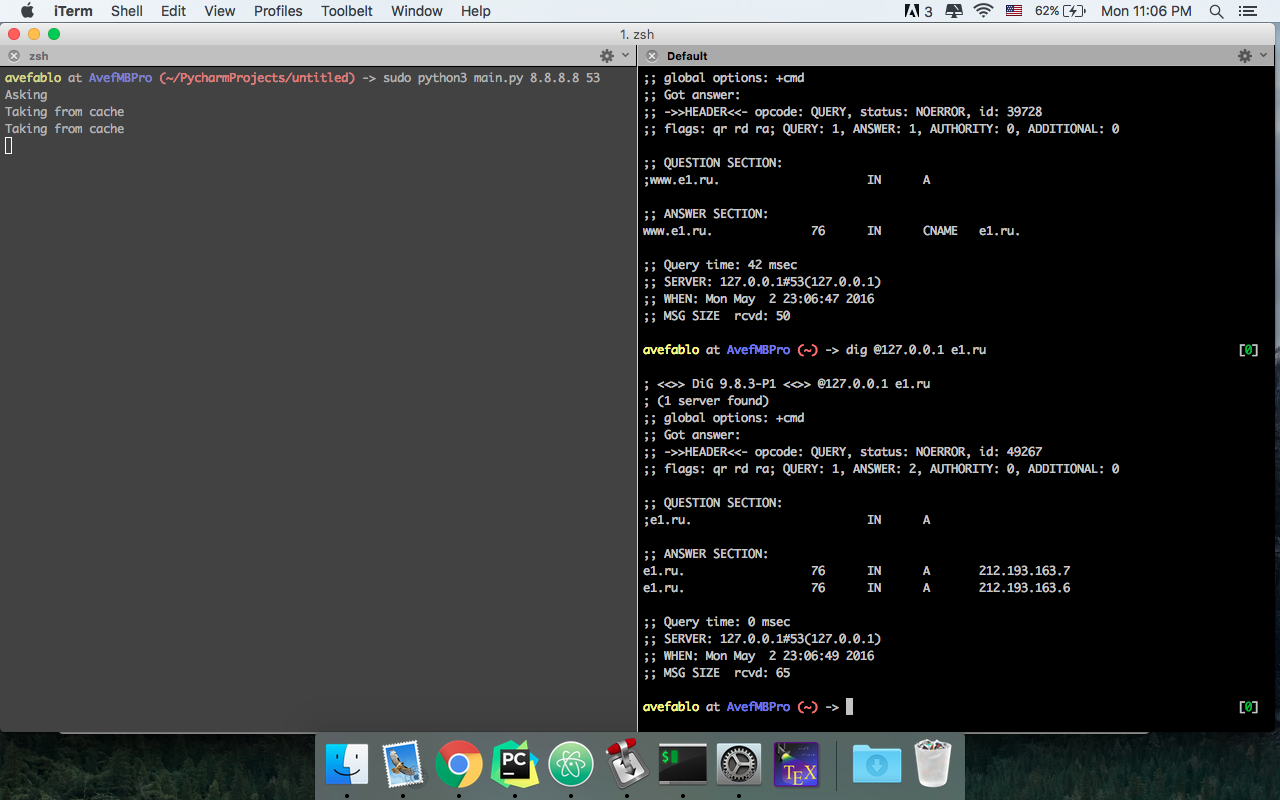 iTerm Shell Edit View Profiles Toolbelt Window Help 3 62% Mon 11:06 PM
1. zsh
zsh
avefablo at AvefMBPro (~/PycharmProjects/untitled) -> sudo python3 main.py 8.8.8.8 53
Asking
Taking from cache
Taking from cache
Default
;; global options: +cmd
;; Got answer:
;; ->>HEADER<<- opcode: QUERY, status: NOERROR, id: 39728
;; flags: qr rd ra; QUERY: 1, ANSWER: 1, AUTHORITY: 0, ADDITIONAL: 0
;; QUESTION SECTION:
;www.e1.ru. IN A
;; ANSWER SECTION:
www.e1.ru. 76 IN CNAME e1.ru.
;; Query time: 42 msec
;; SERVER: 127.0.0.1#53(127.0.0.1)
;; WHEN: Mon May  2 23:06:47 2016
;; MSG SIZE  rcvd: 50
avefablo at AvefMBPro (~) -> dig @127.0.0.1 e1.ru [0]
; <<>> DiG 9.8.3-P1 <<>> @127.0.0.1 e1.ru
; (1 server found)
;; global options: +cmd
;; Got answer:
;; ->>HEADER<<- opcode: QUERY, status: NOERROR, id: 49267
;; flags: qr rd ra; QUERY: 1, ANSWER: 2, AUTHORITY: 0, ADDITIONAL: 0
;; QUESTION SECTION:
;e1.ru. IN A
;; ANSWER SECTION:
e1.ru. 76 IN A 212.193.163.7
e1.ru. 76 IN A 212.193.163.6
;; Query time: 0 msec
;; SERVER: 127.0.0.1#53(127.0.0.1)
;; WHEN: Mon May  2 23:06:49 2016
;; MSG SIZE  rcvd: 65
avefablo at AvefMBPro (~) -> [0]
PC
$
TEX